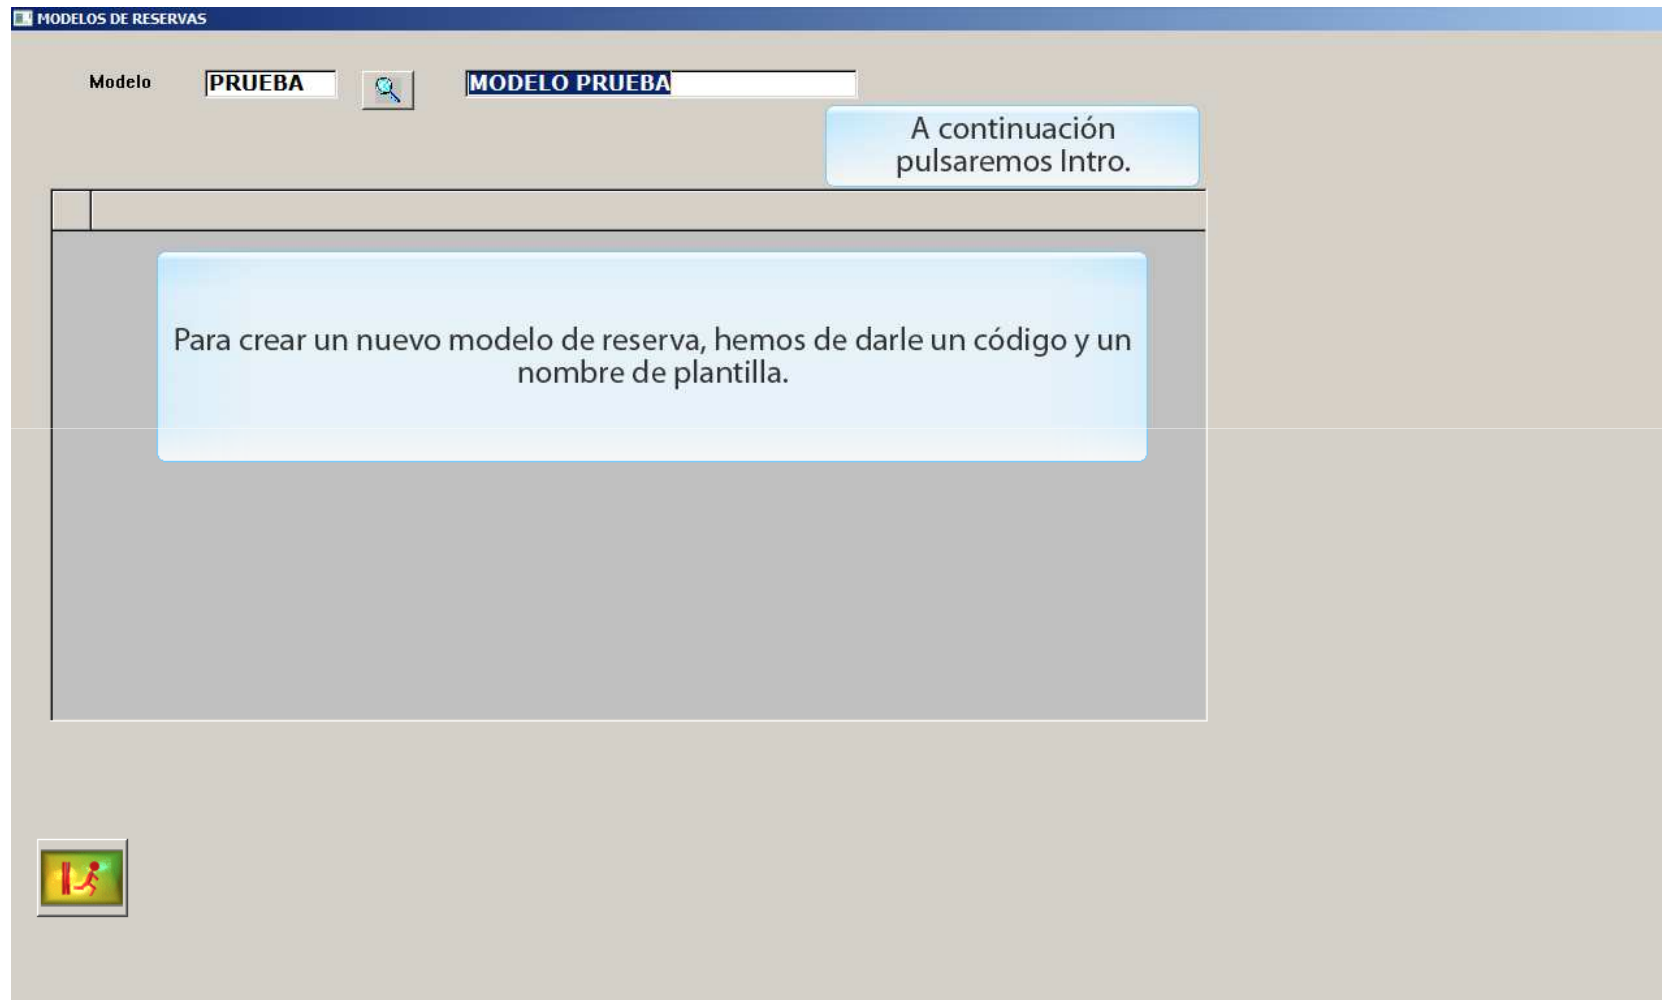 MODELOS DE RESERVAS
Modelo PRUEBA MODELO PRUEBA
A continuación
pulsaremos Intro.
Para crear un nuevo modelo de reserva, hemos de darle un código y un
nombre de plantilla.